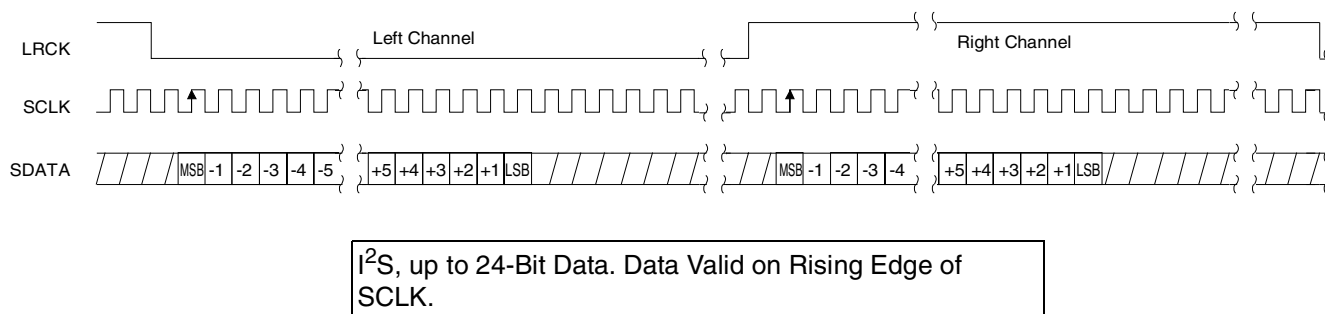 LRCK Left Channel Right Channel
SCLK
SDATA MSB -1 -2 -3 -4 -5 +5 +4 +3 +2 +1 LSB MSB -1 -2 -3 -4 +5 +4 +3 +2 +1 LSB
I²S, up to 24-Bit Data. Data Valid on Rising Edge of
SCLK.